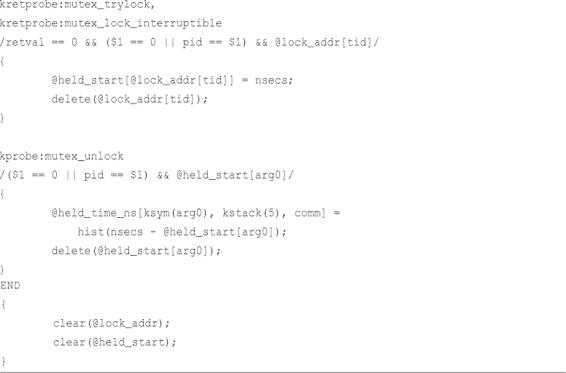 kretprobe:mutex_trylock,
kretprobe:mutex_lock_interruptible
/retval == 0 && ($1 == 0 || pid == $1) && @lock_addr[tid]/
{
        @held_start[@lock_addr[tid]] = nsecs;
        delete(@lock_addr[tid]);
}

kprobe:mutex_unlock
/($1 == 0 || pid == $1) && @held_start[arg0]/
{
        @held_time_ns[ksym(arg0), kstack(5), comm] =
            hist(nsecs - @held_start[arg0]);
        delete(@held_start[arg0]);
}
END
{
        clear(@lock_addr);
        clear(@held_start);
}